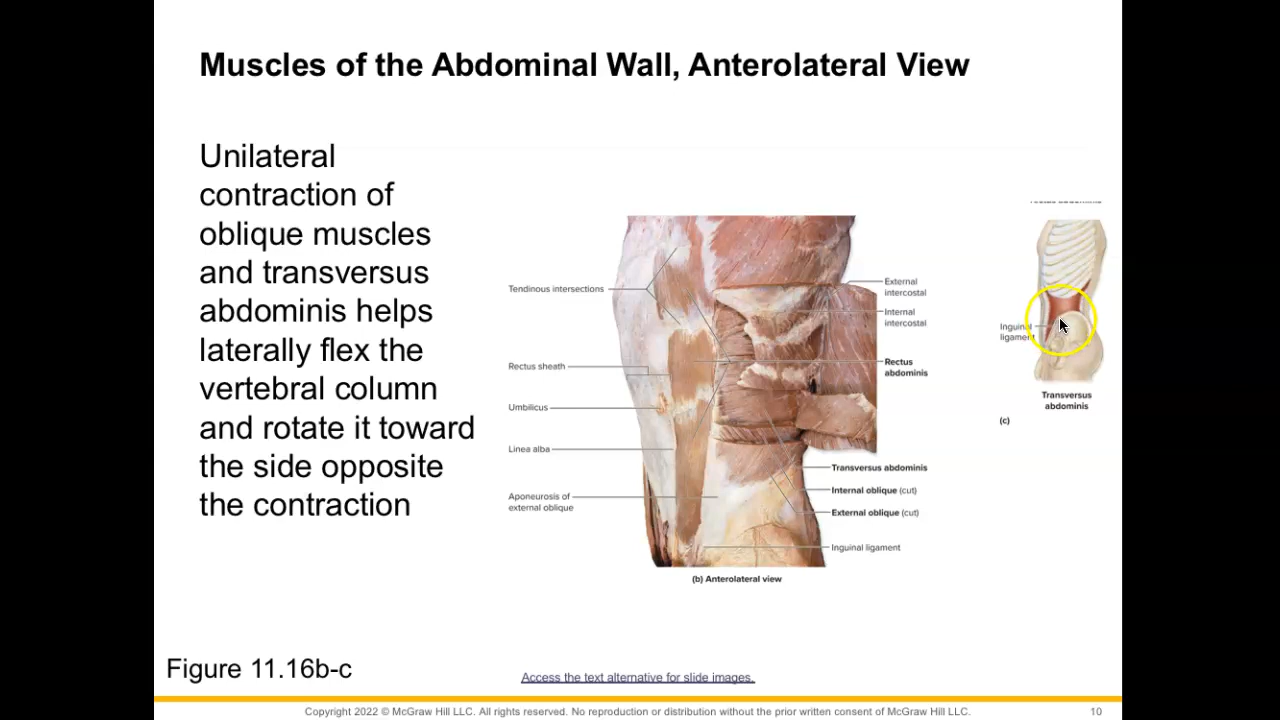 Muscles of the Abdominal Wall, Anterolateral View
Unilateral
contraction of
oblique muscles
and transversus
abdominis helps
laterally flex the
vertebral column
and rotate it toward
the side opposite
the contraction
Tendinous intersections
Rectus sheath
Umbilicus
Linea alba
Aponeurosis of
external oblique
External
intercostal
Internal
intercostal
Rectus
abdominis
Transversus abdominis
Internal oblique (cut)
External oblique (cut)
Inguinal ligament
(b) Anterolateral view
Inguinal
ligament
Transversus
abdominis
(c)
Figure 11.16b-c
Access the text alternative for slide images.
Copyright 2022 © McGraw Hill LLC. All rights reserved. No reproduction or distribution without the prior written consent of McGraw Hill LLC.
10